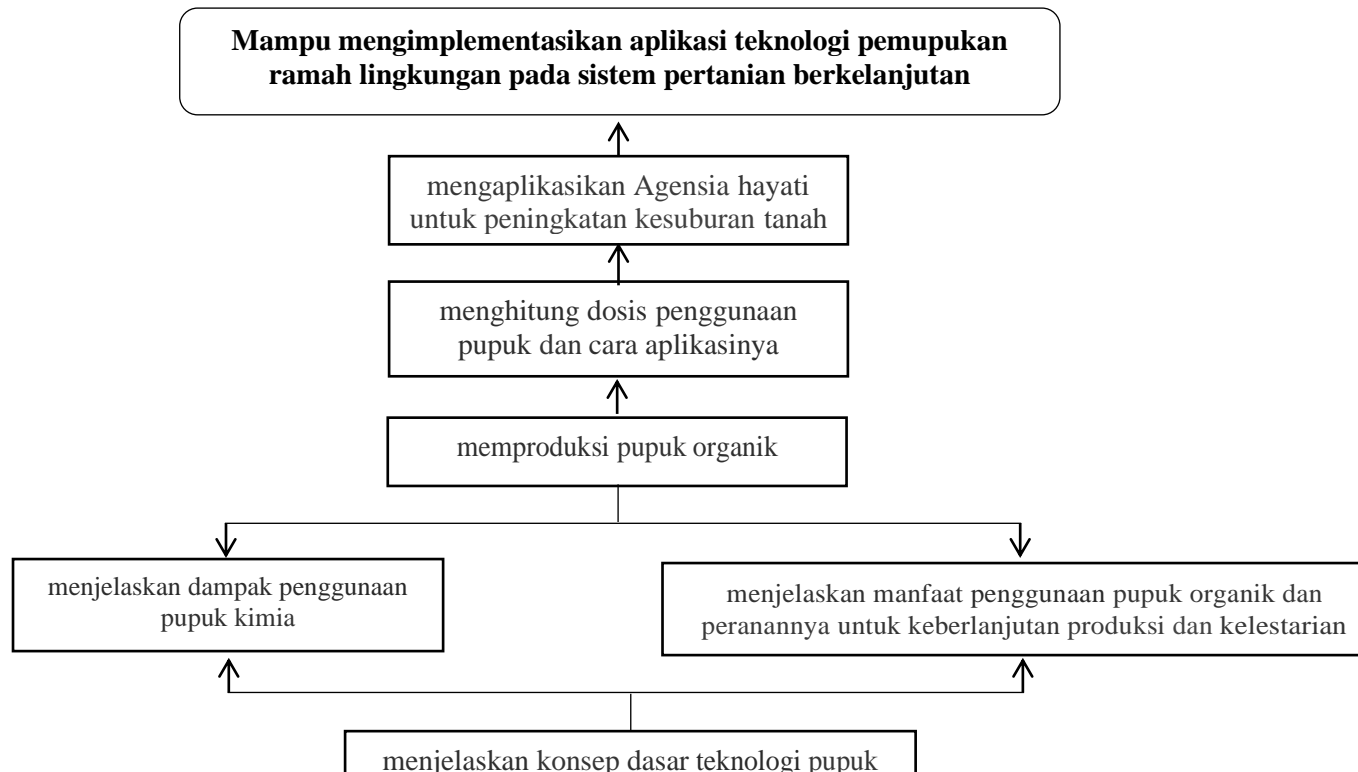 Mampu mengimplementasikan aplikasi teknologi pemupukan
ramah lingkungan pada sistem pertanian berkelanjutan
mengaplikasikan Agensia hayati
untuk peningkatan kesuburan tanah
menghitung dosis penggunaan
pupuk dan cara aplikasinya
memproduksi pupuk organik
menjelaskan dampak penggunaan
pupuk kimia
menjelaskan manfaat penggunaan pupuk organik dan
peranannya untuk keberlanjutan produksi dan kelestarian
menjelaskan konsep dasar teknologi pupuk